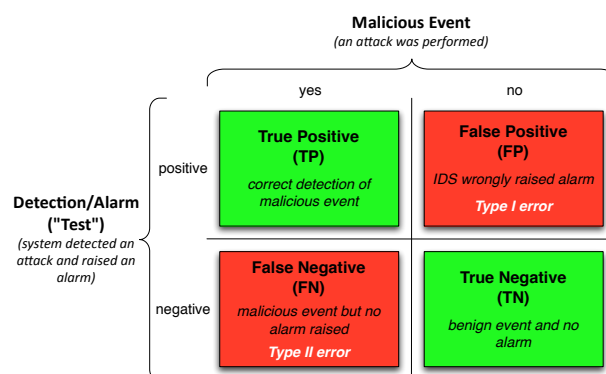 Malicious Event
(an attack was performed)
yes
no
positive
True Positive
(TP)
correct detection of
malicious event
False Positive
(FP)
IDS wrongly raised alarm
Type I error
Detection/Alarm
("Test")
(system detected an
attack and raised an
alarm)
negative
False Negative
(FN)
malicious event but no
alarm raised
Type II error
True Negative
(TN)
benign event and no
alarm